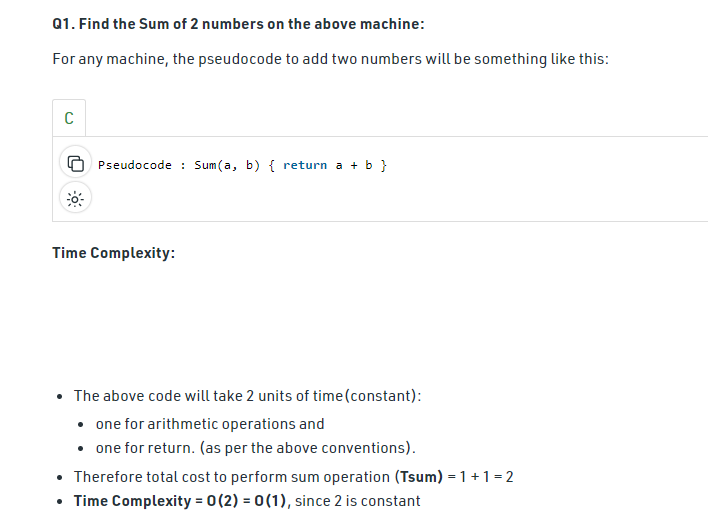 Q1. Find the Sum of 2 numbers on the above machine:
For any machine, the pseudocode to add two numbers will be something like this:
C
Pseudocode : Sum(a, b) { return a + b }
Time Complexity:
• The above code will take 2 units of time(constant):
• one for arithmetic operations and
• one for return. (as per the above conventions).
• Therefore total cost to perform sum operation (Tsum) = 1 + 1 = 2
• Time Complexity = O(2) = O(1), since 2 is constant